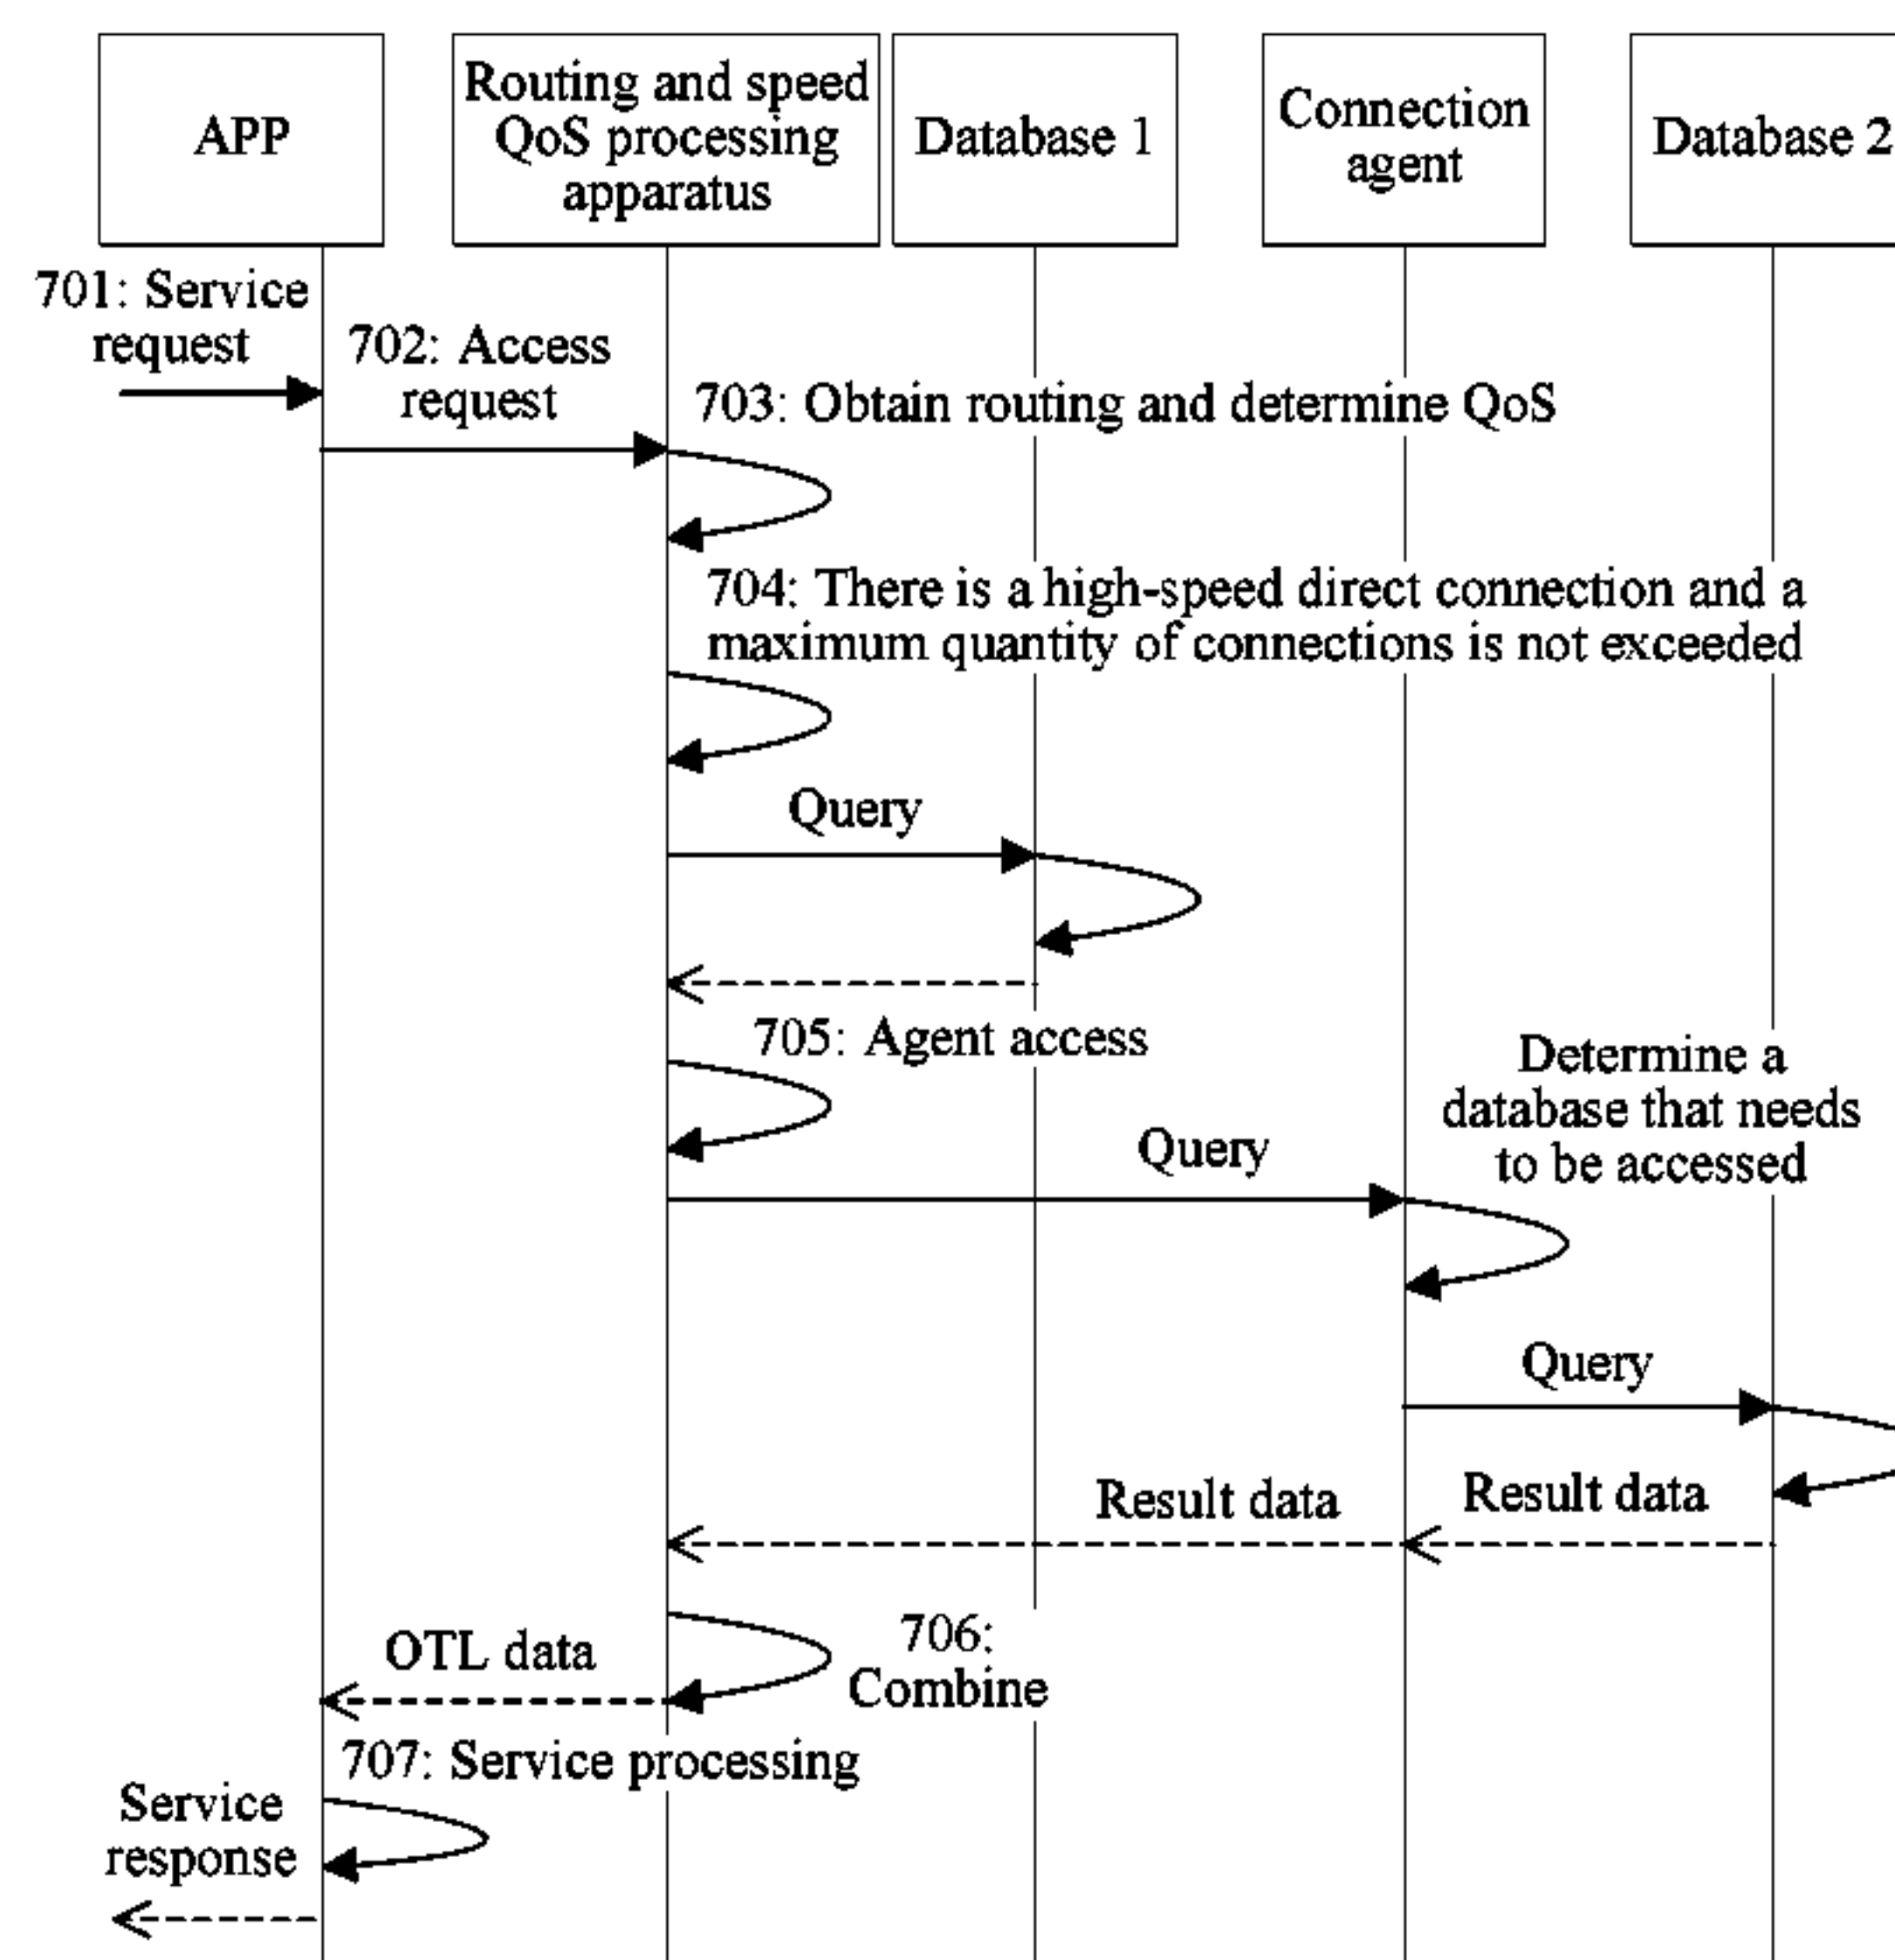 APP
Routing and speed
QoS processing
apparatus
Database 1
Connection
agent
Database 2
701: Service
request
702: Access
request
703: Obtain routing and determine QoS
704: There is a high-speed direct connection and a
maximum quantity of connections is not exceeded
Query
705: Agent access
Determine a
database that needs
to be accessed
Query
Query
Result data
Result data
706:
Combine
OTL data
707: Service processing
Service
response